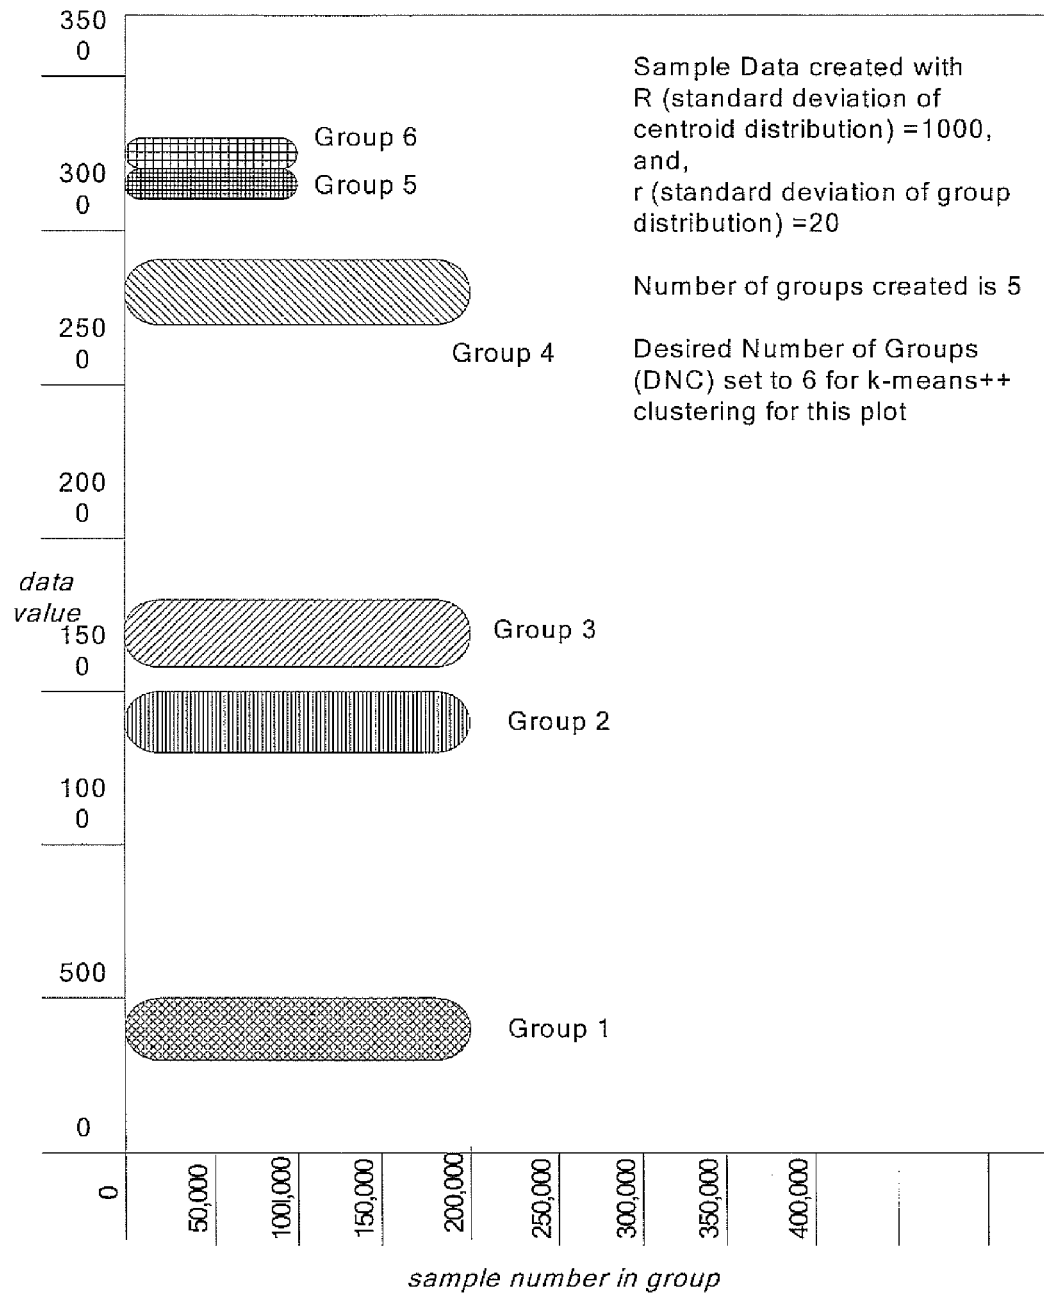 350
0
Sample Data created with
R (standard deviation of
centroid distribution) =1000,
and,
r (standard deviation of group
distribution) =20
Number of groups created is 5
Desired Number of Groups
(DNC) set to 6 for k-means++
clustering for this plot
Group 6
300
0
Group 5
250
0
Group 4
200
0
data
value
150
0
Group 3
Group 2
100
0
500
Group 1
0
0
50,000
100,000
150,000
200,000
250,000
300,000
350,000
400,000
sample number in group